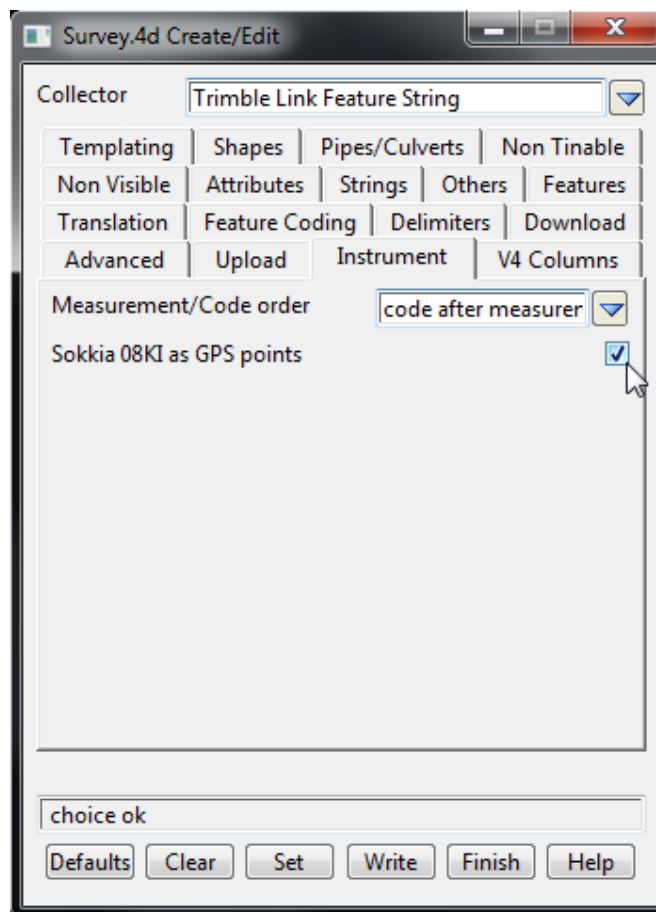 Survey.4d Create/Edit
Collector Trimble Link Feature String
Templating Shapes Pipes/Culverts Non Tinable
Non Visible Attributes Strings Others Features
Translation Feature Coding Delimiters Download
Advanced Upload Instrument V4 Columns
Measurement/Code order code after measurer
Sokkia 08KI as GPS points
choice ok
Defaults Clear Set Write Finish Help